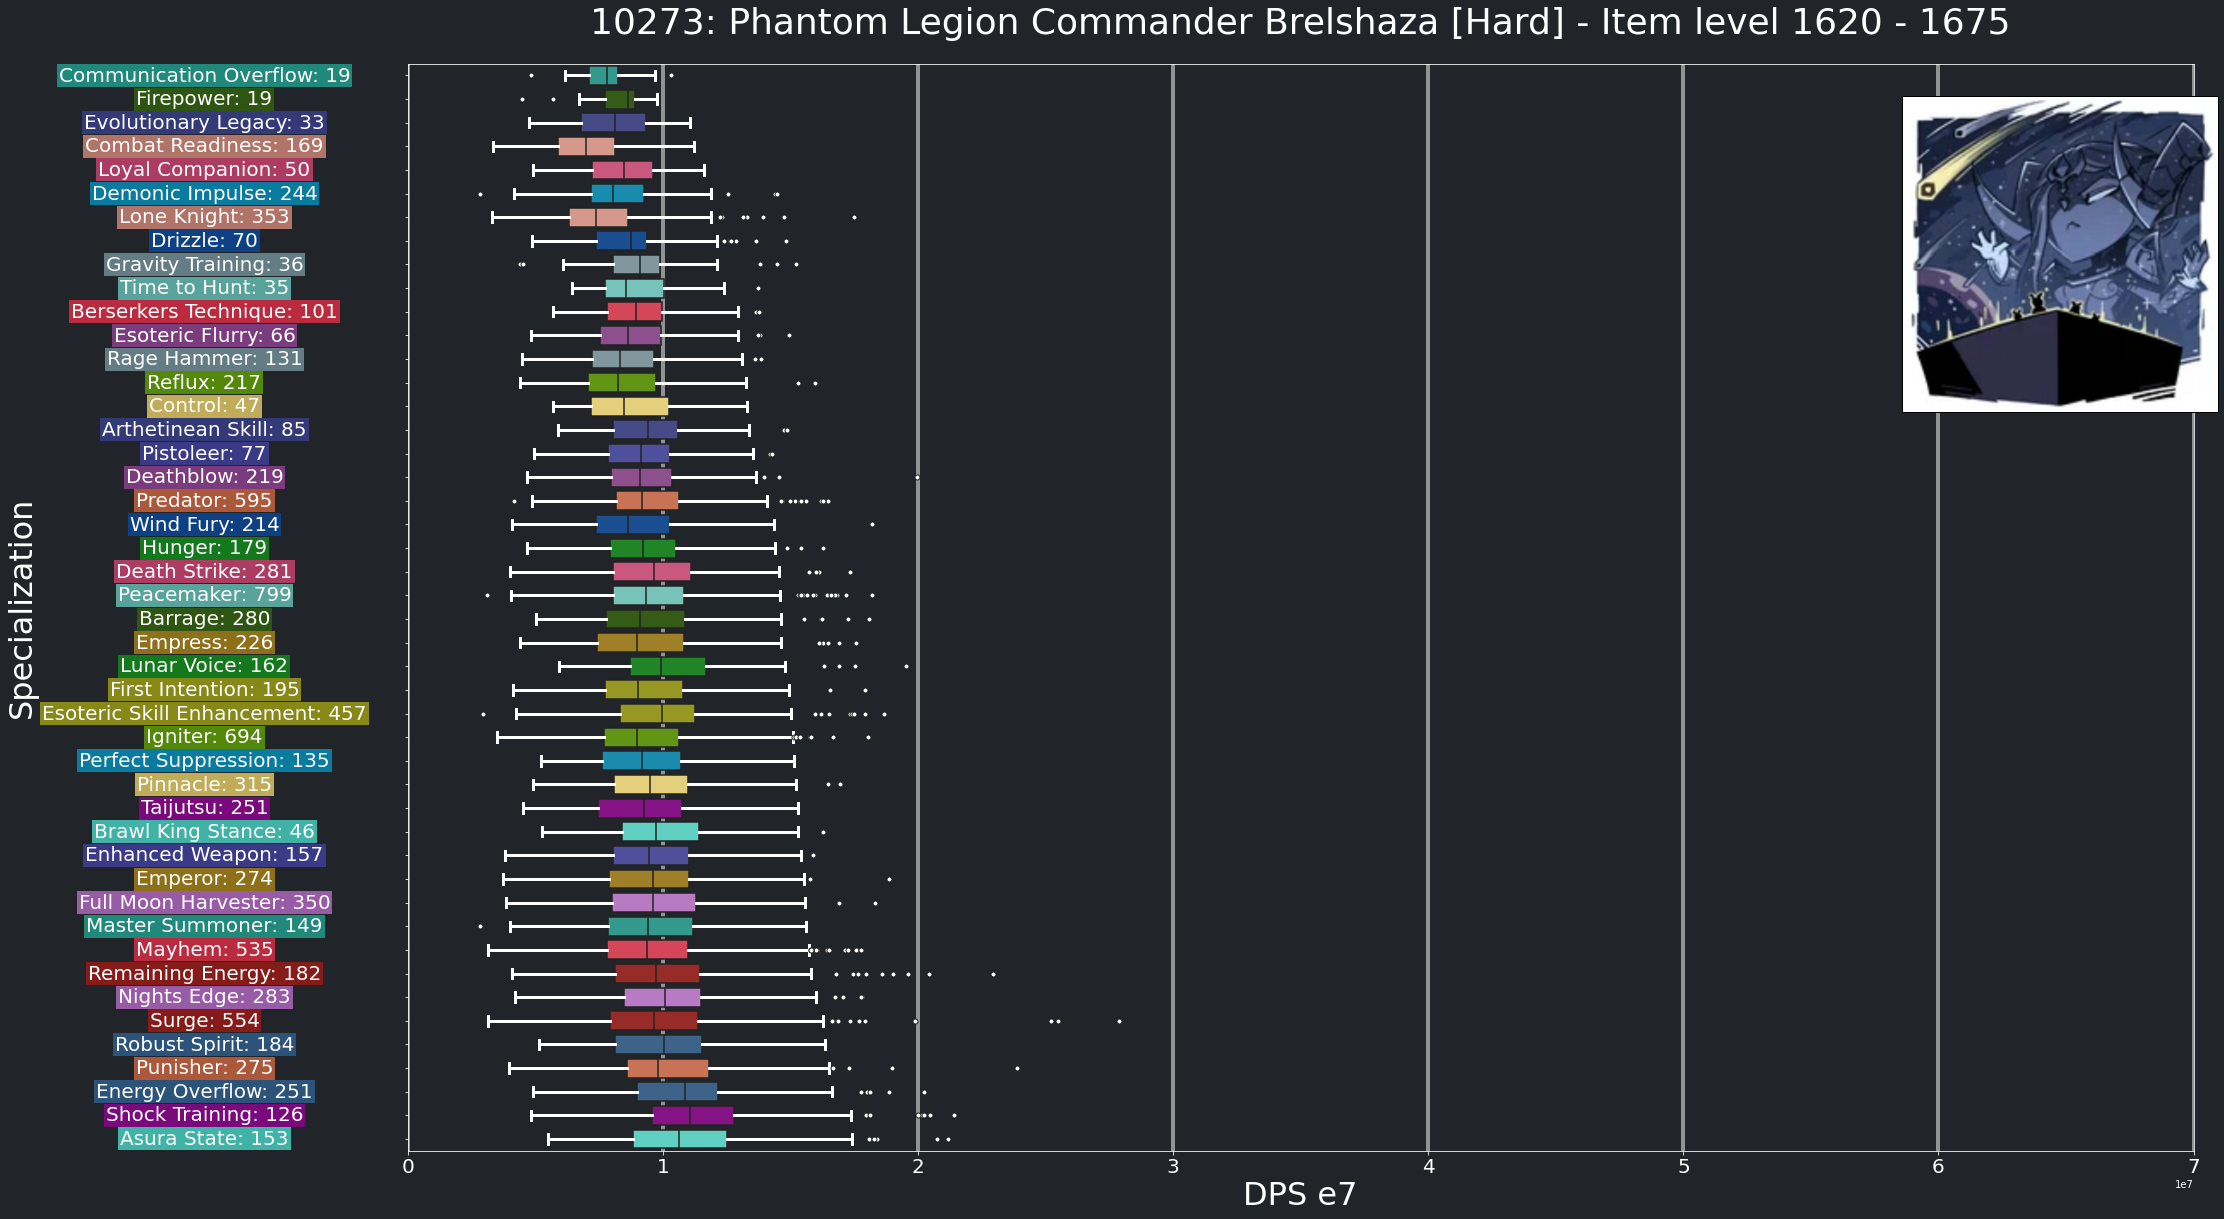 10273: Phantom Legion Commander Brelshaza [Hard] - Item level 1620 - 1675
Specialization
Communication Overflow: 19
Firepower: 19
Evolutionary Legacy: 33
Combat Readiness: 169
Loyal Companion: 50
Demonic Impulse: 244
Lone Knight: 353
Drizzle: 70
Gravity Training: 36
Time to Hunt: 35
Berserkers Technique: 101
Esoteric Flurry: 66
Rage Hammer: 131
Reflux: 217
Control: 47
Arthetinean Skill: 85
Pistoleer: 77
Deathblow: 219
Predator: 595
Wind Fury: 214
Hunger: 179
Death Strike: 281
Peacemaker: 799
Barrage: 280
Empress: 226
Lunar Voice: 162
First Intention: 195
Esoteric Skill Enhancement: 457
Igniter: 694
Perfect Suppression: 135
Pinnacle: 315
Taijutsu: 251
Brawl King Stance: 46
Enhanced Weapon: 157
Emperor: 274
Full Moon Harvester: 350
Master Summoner: 149
Mayhem: 535
Remaining Energy: 182
Nights Edge: 283
Surge: 554
Robust Spirit: 184
Punisher: 275
Energy Overflow: 251
Shock Training: 126
Asura State: 153
0 1 2 3 4 5 6 7
1e7
DPS e7